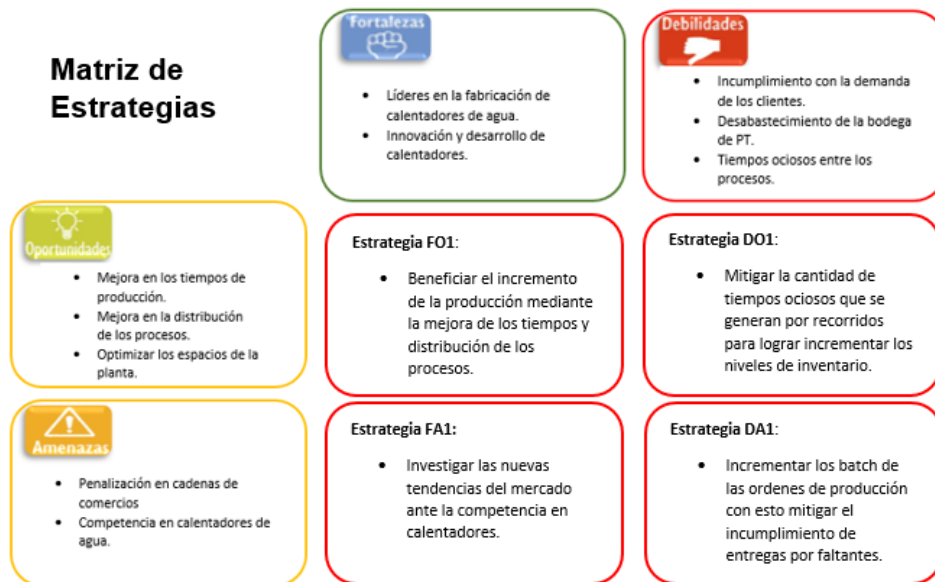 Matriz de
Estrategias
Fortalezas
• Líderes en la fabricación de
calentadores de agua.
• Innovación y desarrollo de
calentadores.
Debilidades
• Incumplimiento con la demanda
de los clientes.
• Desabastecimiento de la bodega
de PT.
• Tiempos ociosos entre los
procesos.
Oportunidades
• Mejora en los tiempos de
producción.
• Mejora en la distribución
de los procesos.
• Optimizar los espacios de la
planta.
Estrategia FO1:
• Beneficiar el incremento
de la producción mediante
la mejora de los tiempos y
distribución de los
procesos.
Estrategia DO1:
• Mitigar la cantidad de
tiempos ociosos que se
generan por recorridos
para lograr incrementar los
niveles de inventario.
Amenazas
• Penalización en cadenas de
comercios
• Competencia en calentadores de
agua.
Estrategia FA1:
• Investigar las nuevas
tendencias del mercado
ante la competencia en
calentadores.
Estrategia DA1:
• Incrementar los batch de
las ordenes de producción
con esto mitigar el
incumplimiento de
entregas por faltantes.